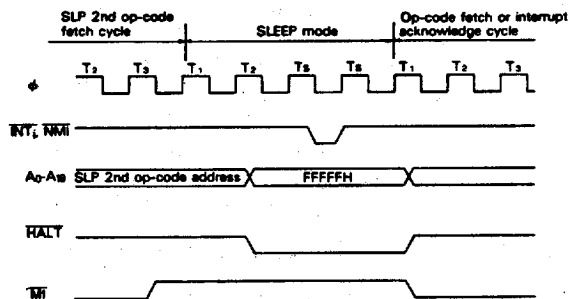 SLP 2nd op-code fetch cycle
SLEEP mode
Op-code fetch or interrupt acknowledge cycle
T2 T3 T1 T2 TS TS T1 T2 T3
φ
INTi, NMI
A0-A19 SLP 2nd op-code address FFFFFH
HALT
M1